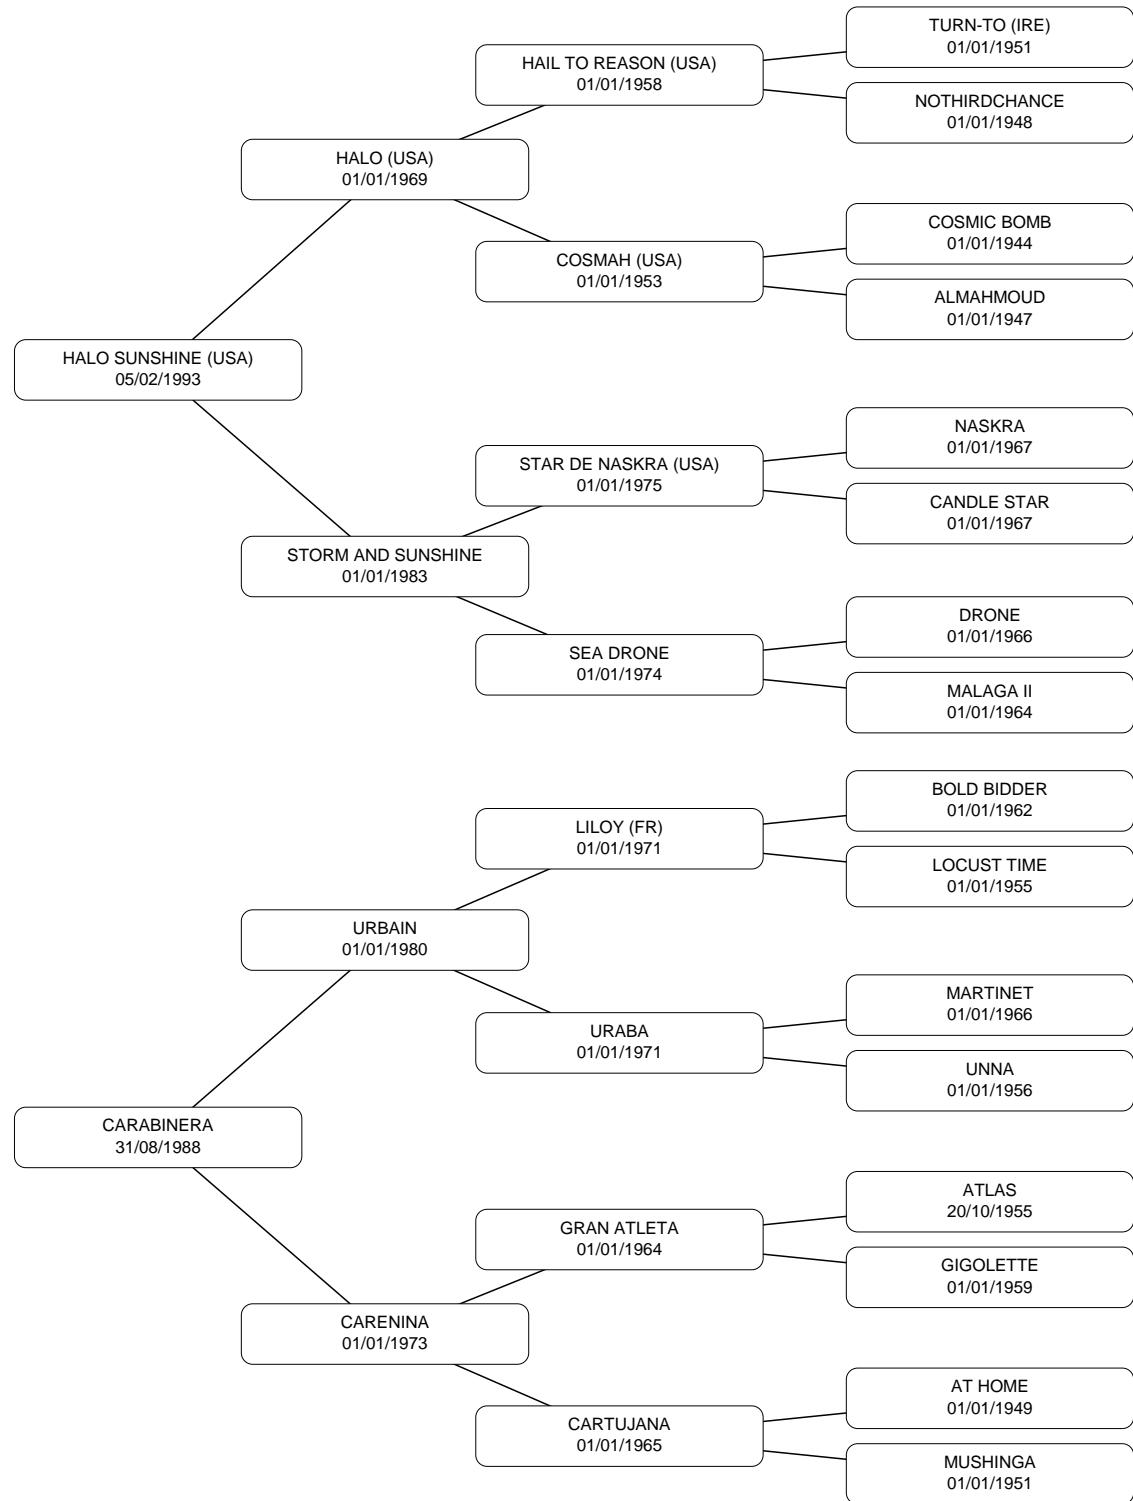 TURN-TO (IRE)
01/01/1951
HAIL TO REASON (USA)
01/01/1958
NOTHIRDCHANCE
01/01/1948
HALO (USA)
01/01/1969
COSMIC BOMB
01/01/1944
COSMAH (USA)
01/01/1953
ALMAHMOUD
01/01/1947
HALO SUNSHINE (USA)
05/02/1993
NASKRA
01/01/1967
STAR DE NASKRA (USA)
01/01/1975
CANDLE STAR
01/01/1967
STORM AND SUNSHINE
01/01/1983
DRONE
01/01/1966
SEA DRONE
01/01/1974
MALAGA II
01/01/1964
BOLD BIDDER
01/01/1962
LILOY (FR)
01/01/1971
LOCUST TIME
01/01/1955
URBAIN
01/01/1980
MARTINET
01/01/1966
URABA
01/01/1971
UNNA
01/01/1956
CARABINERA
31/08/1988
ATLAS
20/10/1955
GRAN ATLETA
01/01/1964
GIGOLETTE
01/01/1959
CARENINA
01/01/1973
AT HOME
01/01/1949
CARTUJANA
01/01/1965
MUSHINGA
01/01/1951